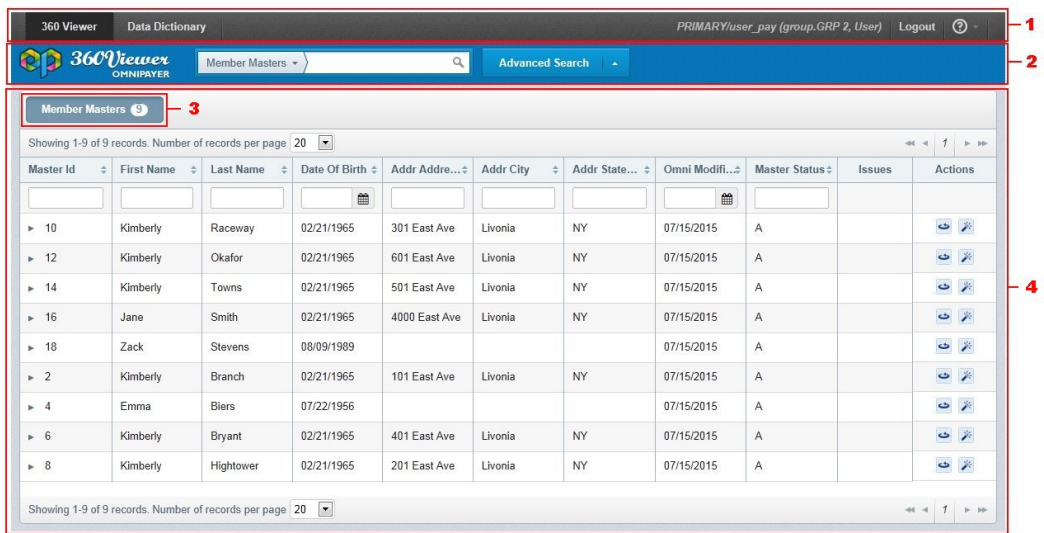 360 Viewer Data Dictionary PRIMARY/user_pay (group.GRP 2, User) Logout ? 1
ep 360Viewer Member Masters Advanced Search 2
OMNIPAYER
Member Masters 9 3
Showing 1-9 of 9 records. Number of records per page 20 1
Master Id First Name Last Name Date Of Birth Addr Addre... Addr City Addr State... Omni Modifi... Master Status Issues Actions
10 Kimberly Raceway 02/21/1965 301 East Ave Livonia NY 07/15/2015 A
12 Kimberly Okafor 02/21/1965 601 East Ave Livonia NY 07/15/2015 A
14 Kimberly Towns 02/21/1965 501 East Ave Livonia NY 07/15/2015 A 4
16 Jane Smith 02/21/1965 4000 East Ave Livonia NY 07/15/2015 A
18 Zack Stevens 08/09/1989 07/15/2015 A
2 Kimberly Branch 02/21/1965 101 East Ave Livonia NY 07/15/2015 A
4 Emma Biers 07/22/1956 07/15/2015 A
6 Kimberly Bryant 02/21/1965 401 East Ave Livonia NY 07/15/2015 A
8 Kimberly Hightower 02/21/1965 201 East Ave Livonia NY 07/15/2015 A
Showing 1-9 of 9 records. Number of records per page 20 1